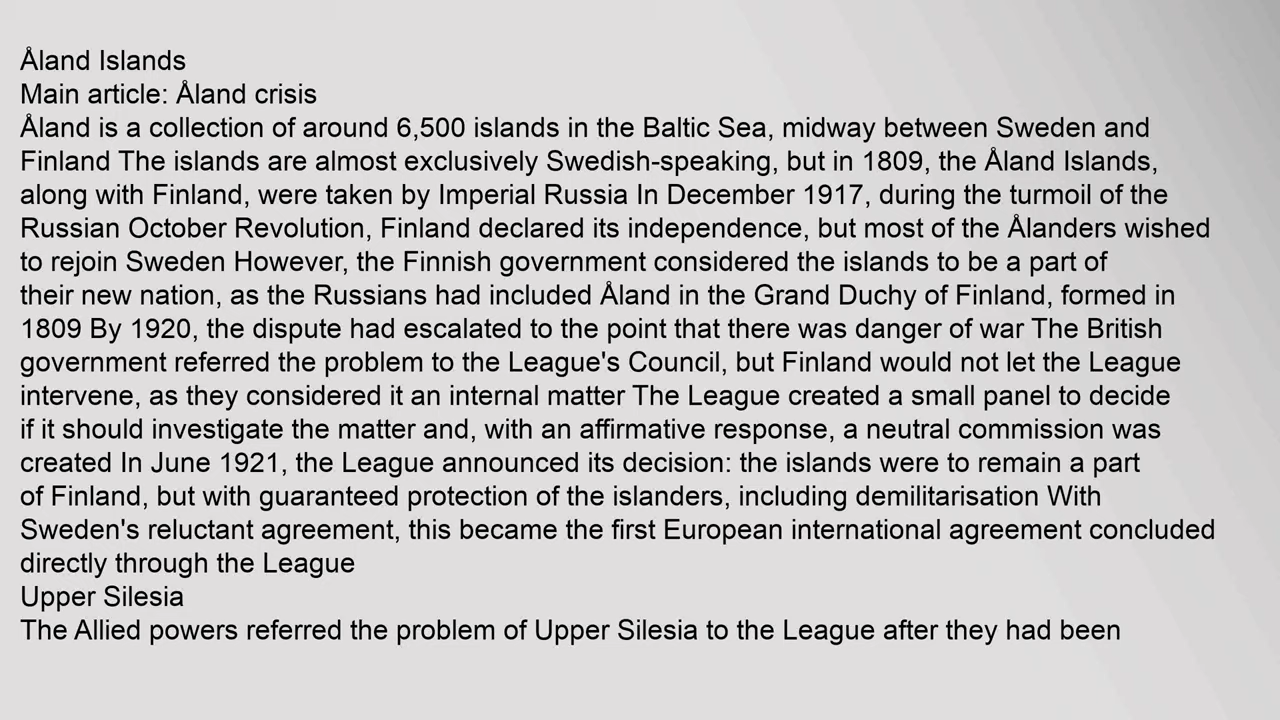 Åland Islands
Main article: Åland crisis
Åland is a collection of around 6,500 islands in the Baltic Sea, midway between Sweden and
Finland The islands are almost exclusively Swedish-speaking, but in 1809, the Åland Islands,
along with Finland, were taken by Imperial Russia In December 1917, during the turmoil of the
Russian October Revolution, Finland declared its independence, but most of the Ålanders wished
to rejoin Sweden However, the Finnish government considered the islands to be a part of
their new nation, as the Russians had included Åland in the Grand Duchy of Finland, formed in
1809 By 1920, the dispute had escalated to the point that there was danger of war The British
government referred the problem to the League's Council, but Finland would not let the League
intervene, as they considered it an internal matter The League created a small panel to decide
if it should investigate the matter and, with an affirmative response, a neutral commission was
created In June 1921, the League announced its decision: the islands were to remain a part
of Finland, but with guaranteed protection of the islanders, including demilitarisation With
Sweden's reluctant agreement, this became the first European international agreement concluded
directly through the League
Upper Silesia
The Allied powers referred the problem of Upper Silesia to the League after they had been